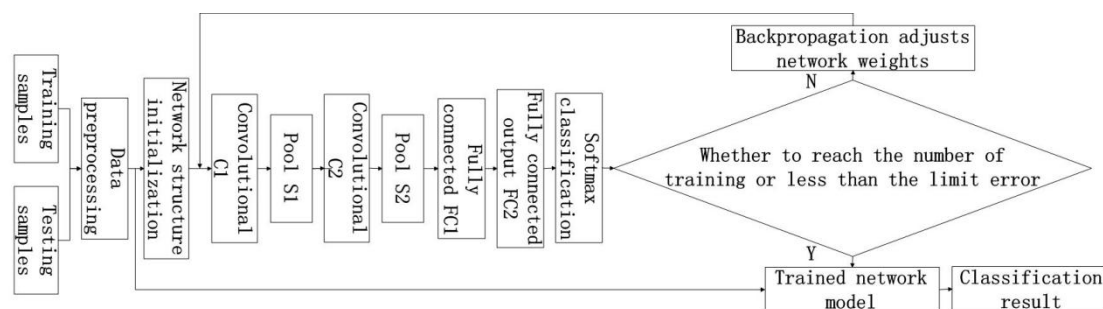 Training
samples
Testing
samples
Data
preprocessing
Network structure
initialization
Convolutional
C1
Pool S1
Convolutional
C2
Pool S2
Fully
connected FC1
Fully connected
output FC2
Softmax
classification
Whether to reach the number of
training or less than the limit error
N
Backpropagation adjusts
network weights
Y
Trained network
model
Classification
result